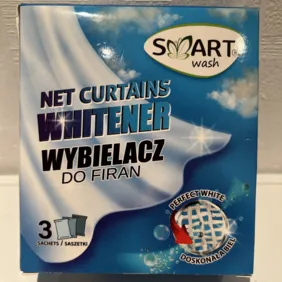 SMART
wash
NET CURTAINS
WHITENER
WYBIELACZ
DO FIRAN
3
SACHETS / SASZETKI
PERFECT WHITE
DOSKONAŁA BIEL